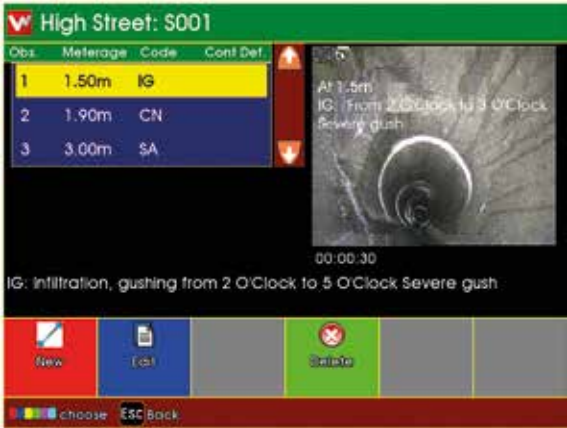 High Street: S001
Obs. Meterage Code Cont Def.
1 1.50m IG
2 1.90m CN
3 3.00m SA
At 1.5m
IG: From 2 O'Clock to 5 O'Clock
Severe gush
00:00:30
IG: Infiltration, gushing from 2 O'Clock to 5 O'Clock Severe gush
New Edit Delete
choose ESC Back